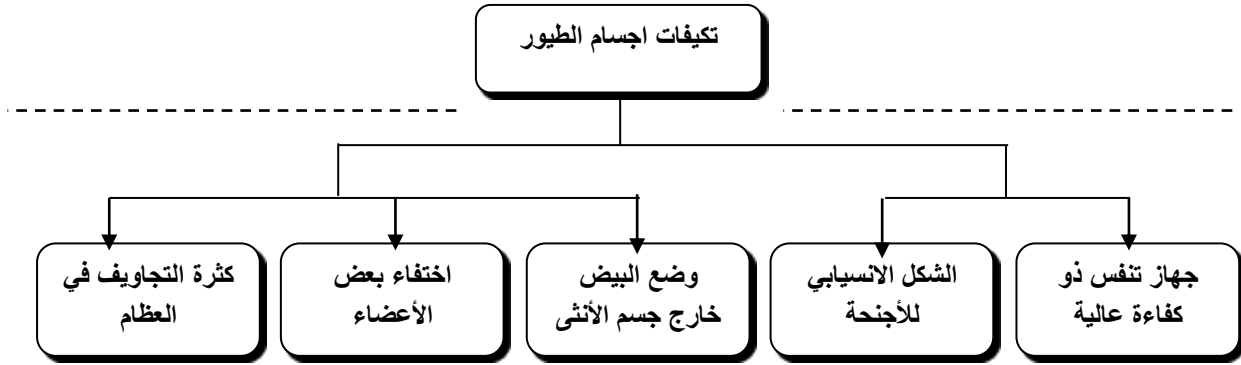 تكيفات اجسام الطيور
جهاز تنفس ذو
كفاءة عالية
الشكل الانسيابي
للأجنحة
وضع البيض
خارج جسم الأنثى
اختفاء بعض
الأعضاء
كثرة التجاويف في
العظام